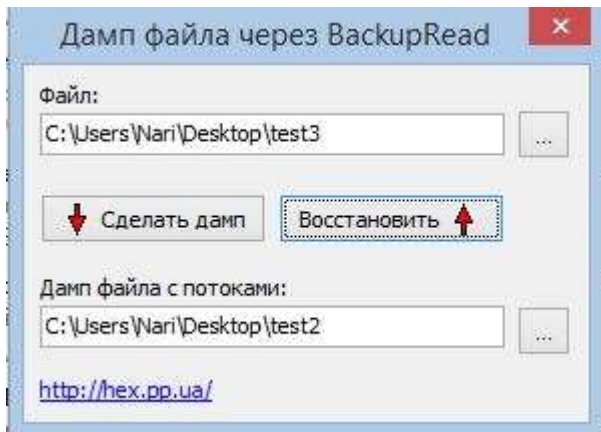 Дамп файла через BackupRead
Файл:
C:\Users\Nari\Desktop\test3
...
Сделать дамп
Восстановить
Дамп файла с потоками:
C:\Users\Nari\Desktop\test2
...
http://hex.pp.ua/